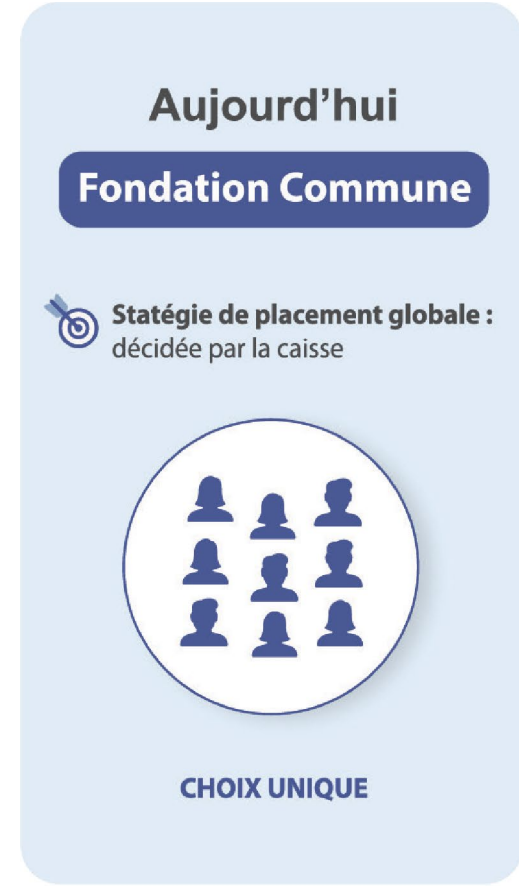 Aujourd’hui
Fondation Commune
Statégie de placement globale :
décidée par la caisse
CHOIX UNIQUE